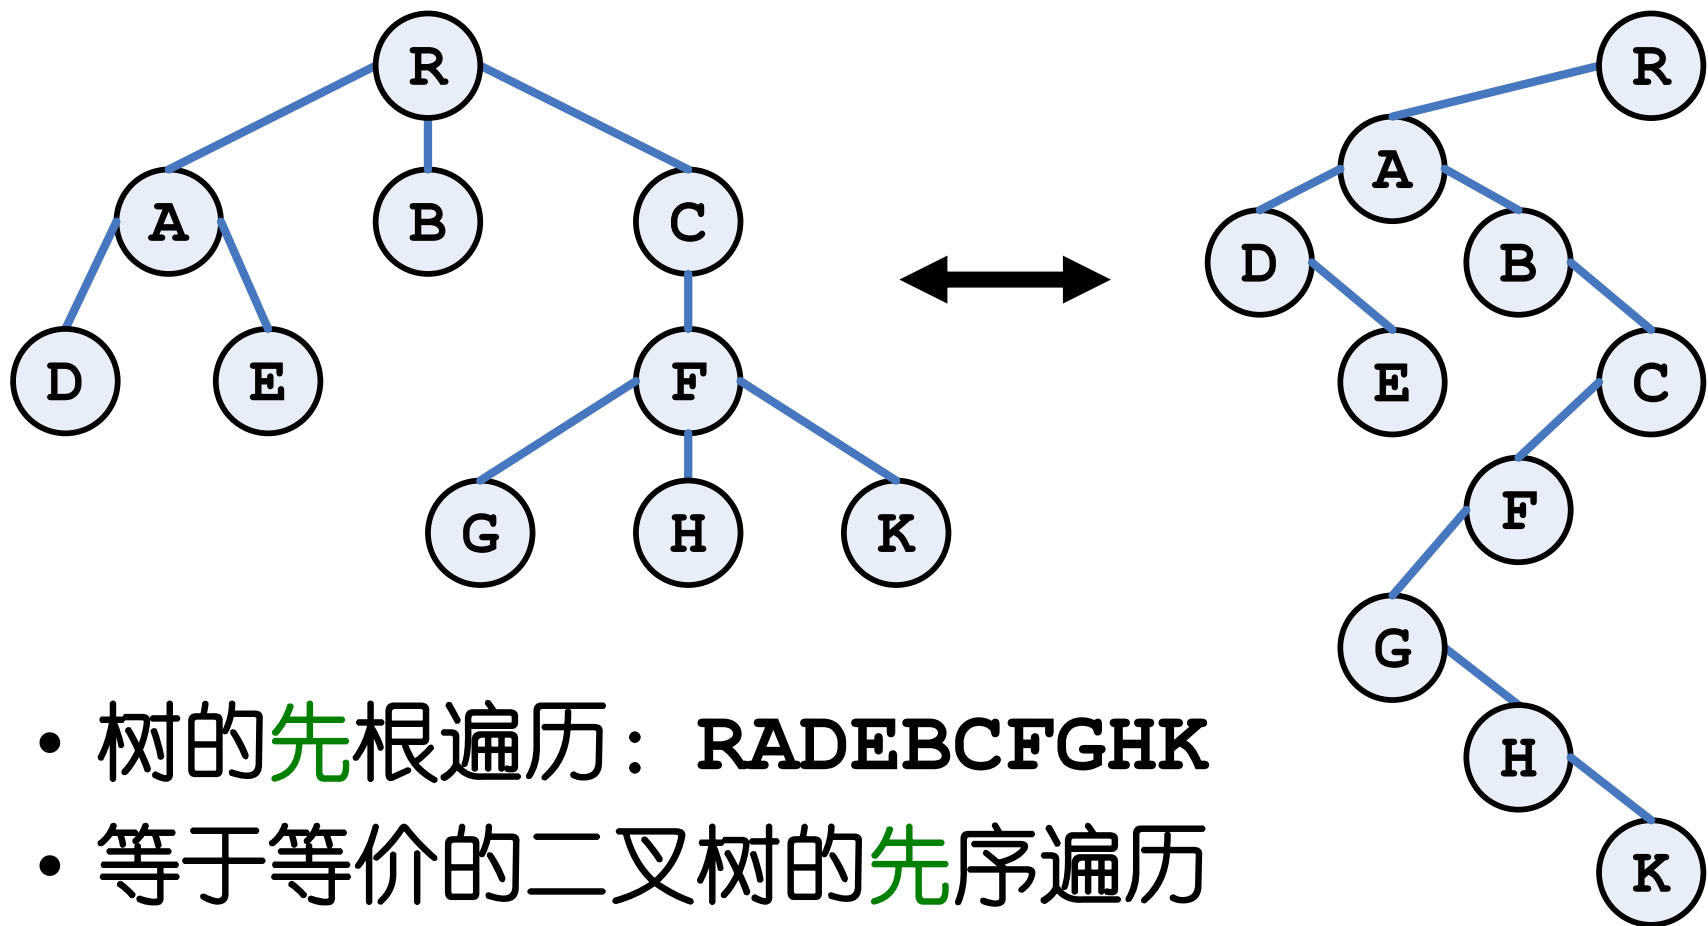 R
A B C
D E F
G H K
R
A
D B
E C
F
G
H
K
• 树的先根遍历: RADEBCFGHK
• 等于等价的二叉树的先序遍历